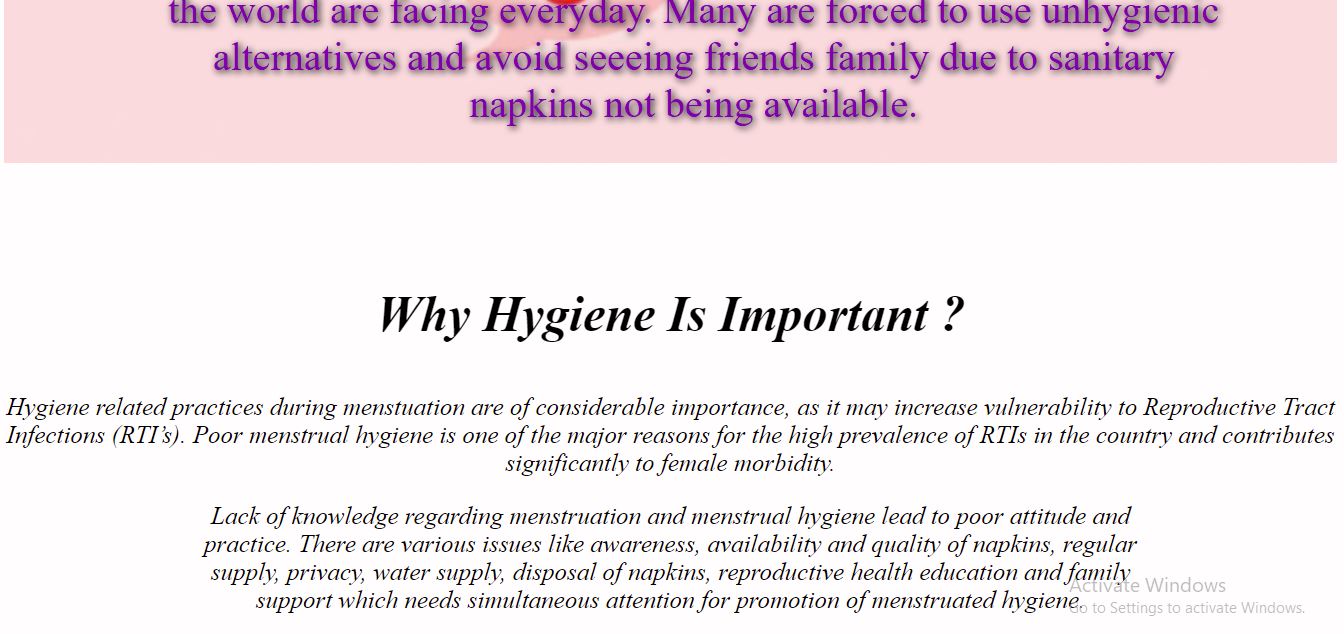 the world are facing everyday. Many are forced to use unhygienic
alternatives and avoid seeeing friends family due to sanitary
napkins not being available.
Why Hygiene Is Important ?
Hygiene related practices during menstuation are of considerable importance, as it may increase vulnerability to Reproductive Tract
Infections (RTI’s). Poor menstrual hygiene is one of the major reasons for the high prevalence of RTIs in the country and contributes
significantly to female morbidity.
Lack of knowledge regarding menstruation and menstrual hygiene lead to poor attitude and
practice. There are various issues like awareness, availability and quality of napkins, regular
supply, privacy, water supply, disposal of napkins, reproductive health education and family
support which needs simultaneous attention for promotion of menstruated hygiene.
Activate Windows
Go to Settings to activate Windows.